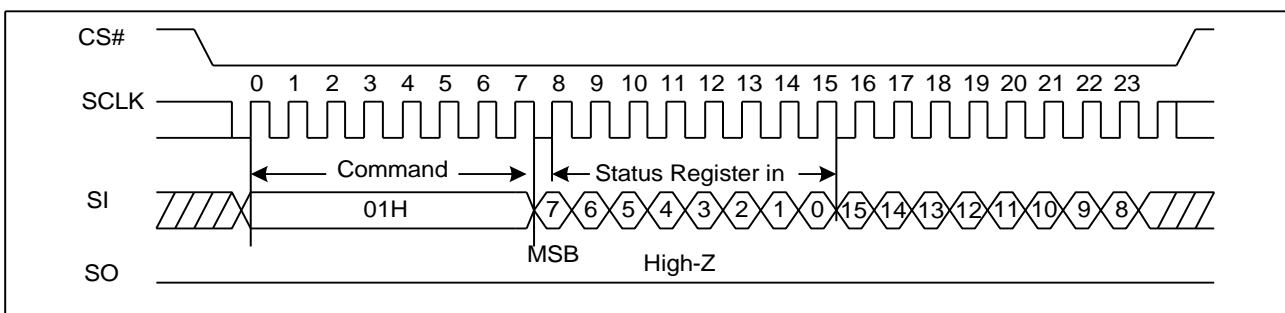 CS#
0 1 2 3 4 5 6 7 8 9 10 11 12 13 14 15 16 17 18 19 20 21 22 23
SCLK
Command Status Register in
SI 01H 7 6 5 4 3 2 1 0 15 14 13 12 11 10 9 8
MSB High-Z
SO